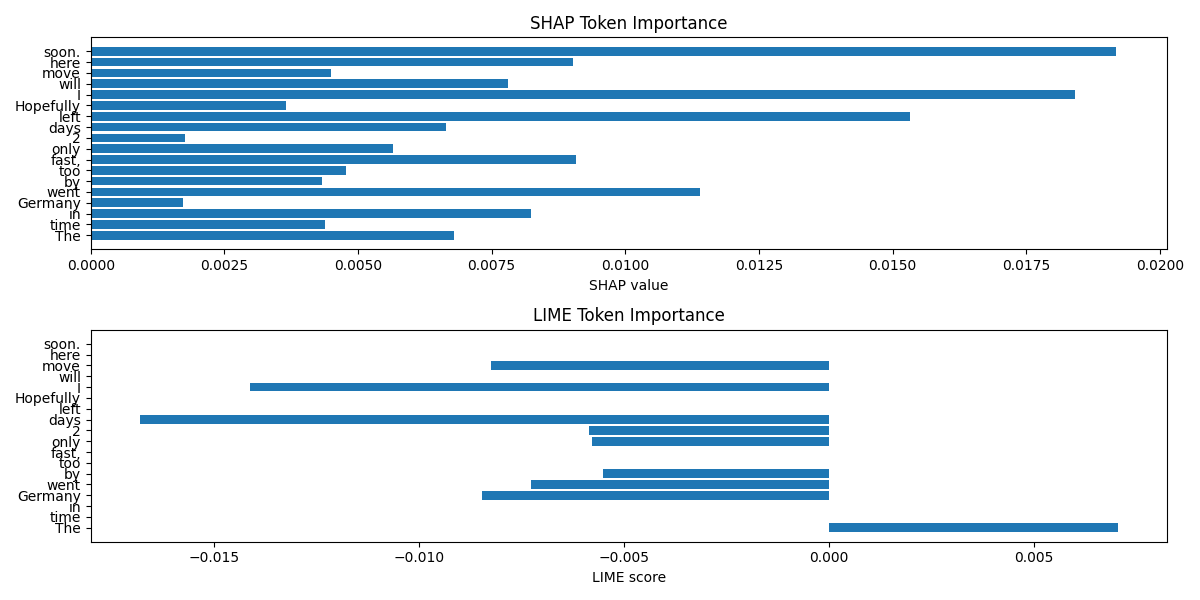 SHAP Token Importance
soon.
here
move
will
I
Hopefully
left
days
2
only
fast,
too
by
went
Germany
in
time
The
0.0000 0.0025 0.0050 0.0075 0.0100 0.0125 0.0150 0.0175 0.0200
SHAP value
LIME Token Importance
soon.
here
move
will
I
Hopefully
left
days
2
only
fast,
too
by
went
Germany
in
time
The
−0.015 −0.010 −0.005 0.000 0.005
LIME score